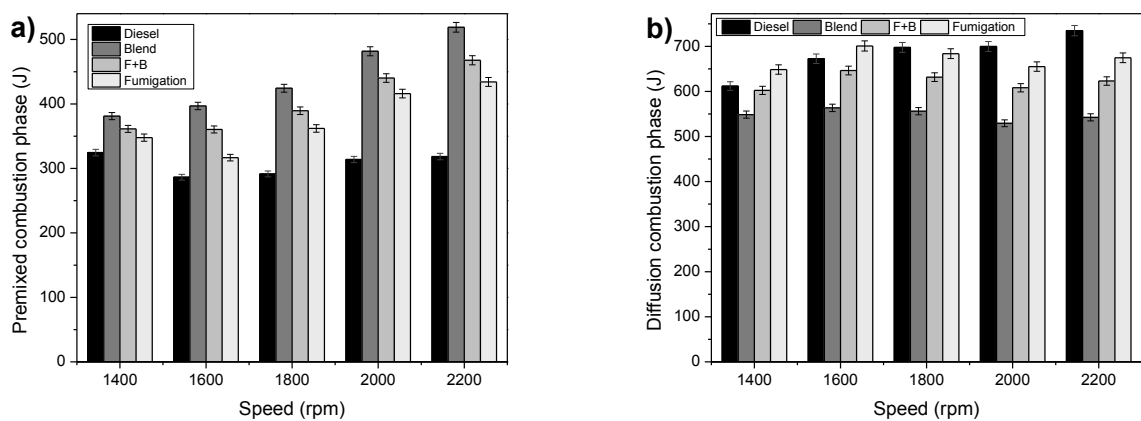 a)
Premixed combustion phase (J)
500
400
300
200
100
0
Diesel
Blend
F+B
Fumigation
1400 1600 1800 2000 2200
Speed (rpm)
b)
Diffusion combustion phase (J)
700
600
500
400
300
200
100
0
Diesel Blend F+B Fumigation
1400 1600 1800 2000 2200
Speed (rpm)